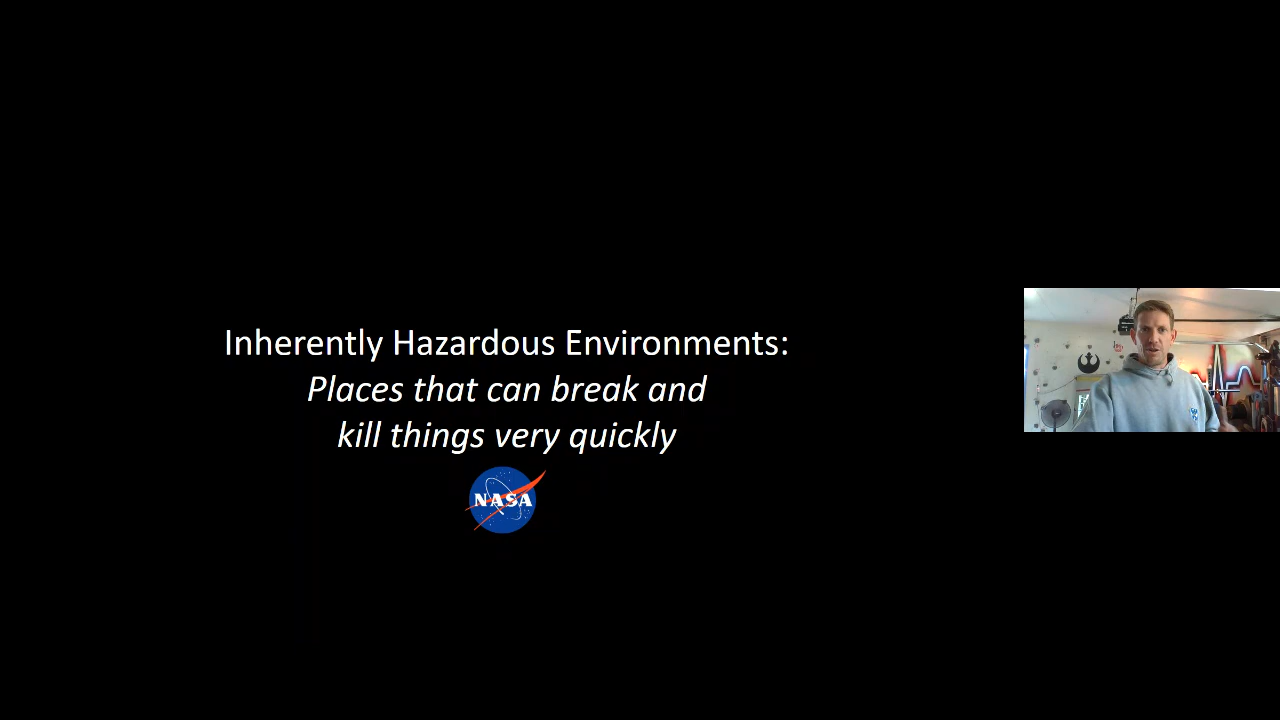 Inherently Hazardous Environments:
Places that can break and
kill things very quickly
NASA